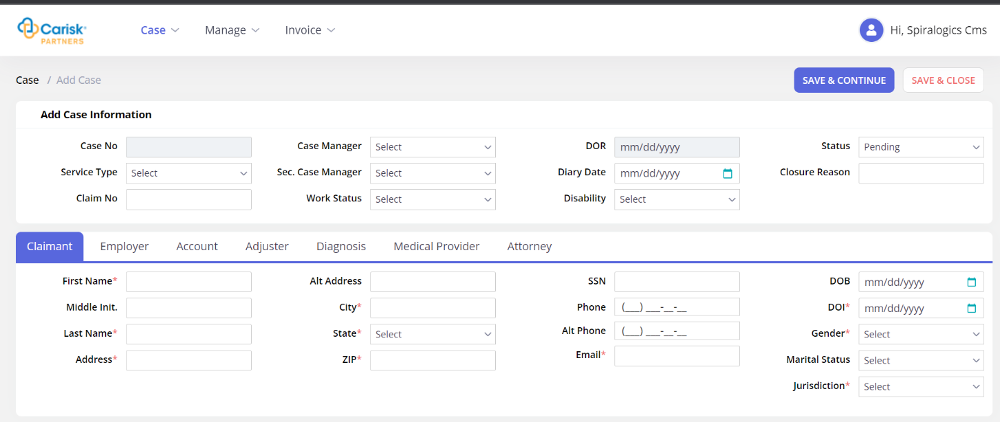 Carisk
PARTNERS
Case
Manage
Invoice
Hi, Spiralogics Cms
Case / Add Case
SAVE & CONTINUE
SAVE & CLOSE
Add Case Information
Case No
Case Manager Select
DOR mm/dd/yyyy
Status Pending
Service Type Select
Sec. Case Manager Select
Diary Date mm/dd/yyyy
Closure Reason
Claim No
Work Status Select
Disability Select
Claimant Employer Account Adjuster Diagnosis Medical Provider Attorney
First Name*
Alt Address
SSN
DOB mm/dd/yyyy
Middle Init.
City*
Phone (___) ___-__-__
DOI* mm/dd/yyyy
Last Name*
State* Select
Alt Phone (___) ___-__-__
Gender* Select
Address*
ZIP*
Email*
Marital Status Select
Jurisdiction* Select